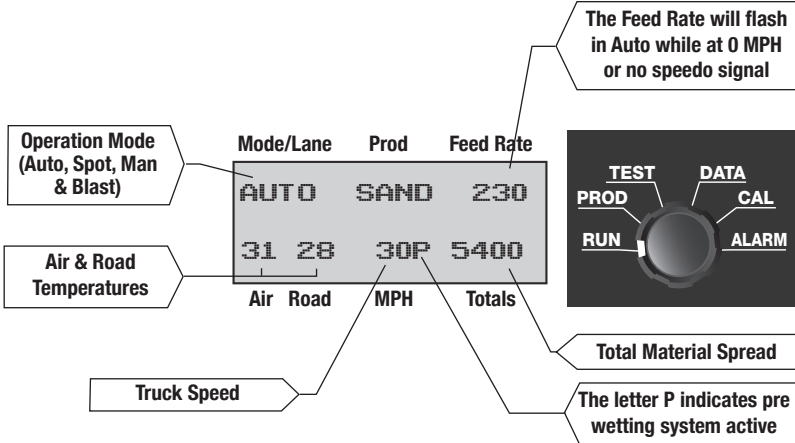 The Feed Rate will flash
in Auto while at 0 MPH
or no speedo signal
Operation Mode
(Auto, Spot, Man
& Blast)
Mode/Lane Prod Feed Rate
AUTO SAND 230
31 28 30P 5400
Air Road MPH Totals
Air & Road
Temperatures
TEST DATA
PROD CAL
RUN ALARM
Total Material Spread
Truck Speed
The letter P indicates pre
wetting system active